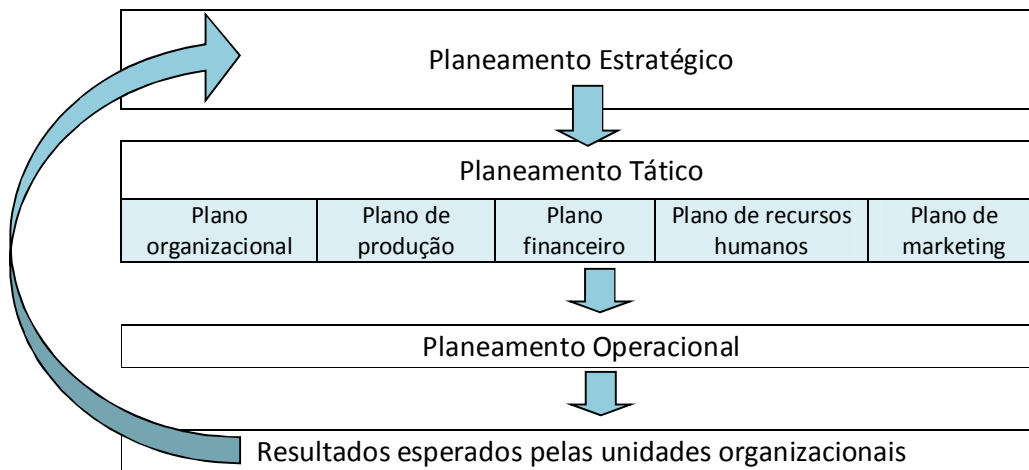 Planeamento Estratégico
Planeamento Tático
Plano
organizacional
Plano de
produção
Plano
financeiro
Plano de recursos
humanos
Plano de
marketing
Planeamento Operacional
Resultados esperados pelas unidades organizacionais